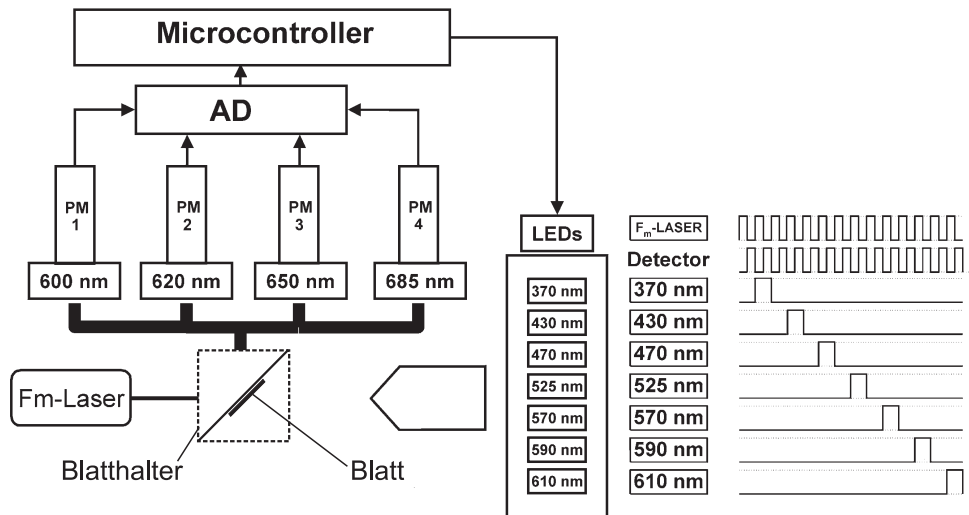 Microcontroller
AD
PM
1
PM
2
PM
3
PM
4
600 nm
620 nm
650 nm
685 nm
Fm-Laser
Blatthalter
Blatt
LEDs
370 nm
430 nm
470 nm
525 nm
570 nm
590 nm
610 nm
Fm-LASER
Detector
370 nm
430 nm
470 nm
525 nm
570 nm
590 nm
610 nm